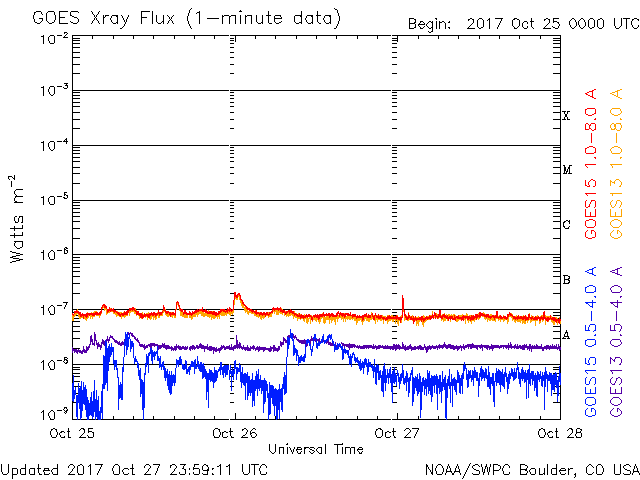 GOES Xray Flux (1-minute data)
Begin: 2017 Oct 25 0000 UTC
10⁻²
10⁻³
10⁻⁴
10⁻⁵
10⁻⁶
10⁻⁷
10⁻⁸
10⁻⁹
Watts m⁻²
X
M
C
B
A
GOES15 1.0-8.0 A
GOES13 1.0-8.0 A
GOES15 0.5-4.0 A
GOES13 0.5-4.0 A
Oct 25
Oct 26
Oct 27
Oct 28
Universal Time
Updated 2017 Oct 27 23:59:11 UTC
NOAA/SWPC Boulder, CO USA